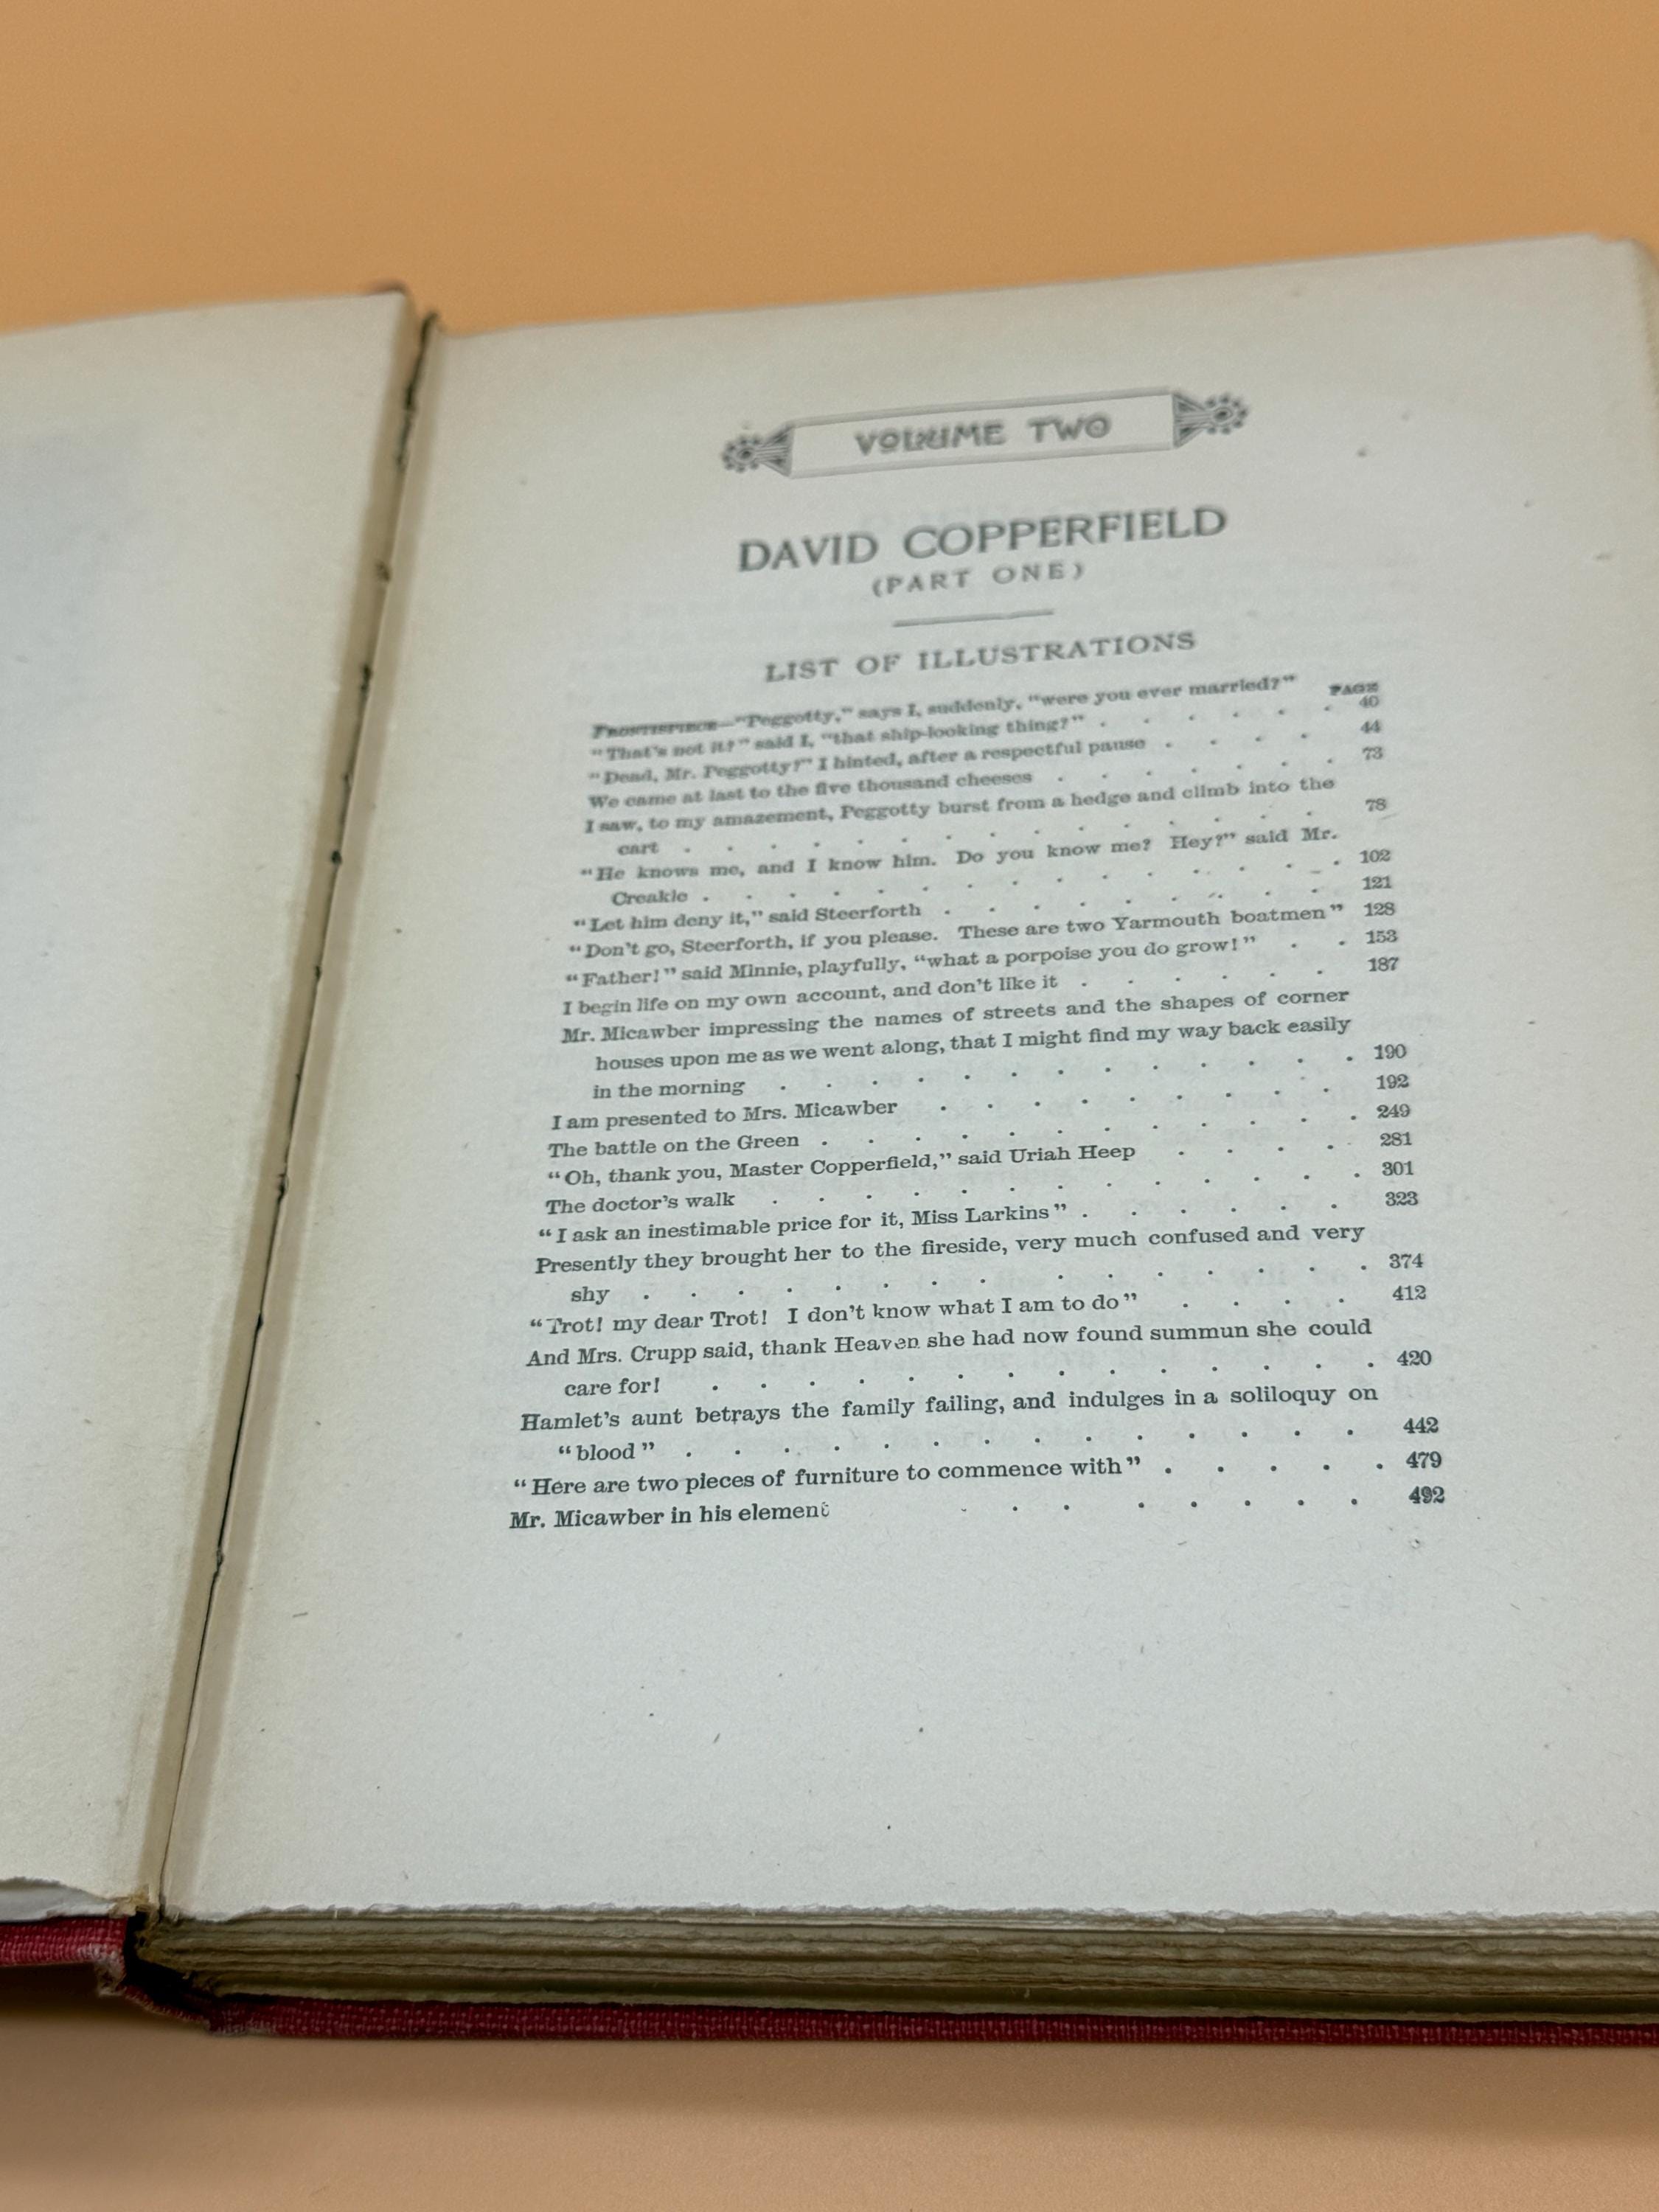 VOLUME TWO
DAVID COPPERFIELD
(PART ONE)
LIST OF ILLUSTRATIONS
PAGE
FRONTISPIECE—"Peggotty," says I, suddenly, "were you ever married?"
"That's not it?" said I, "that ship-looking thing?" . . . . . . 40
"Dead, Mr. Peggotty?" I hinted, after a respectful pause . . . . 44
We came at last to the five thousand cheeses . . . . . . . 73
I saw, to my amazement, Peggotty burst from a hedge and climb into the
cart . . . . . . . . . . . . . . 78
"He knows me, and I know him. Do you know me? Hey?" said Mr.
Creakle . . . . . . . . . . . . . . . 102
"Let him deny it," said Steerforth . . . . . . . . . 121
"Don't go, Steerforth, if you please. These are two Yarmouth boatmen" 128
"Father!" said Minnie, playfully, "what a porpoise you do grow!" . . 153
I begin life on my own account, and don't like it . . . . . . 187
Mr. Micawber impressing the names of streets and the shapes of corner
houses upon me as we went along, that I might find my way back easily
in the morning . . . . . . . . . . . . . 190
I am presented to Mrs. Micawber . . . . . . . . . 192
The battle on the Green . . . . . . . . . . . . 249
"Oh, thank you, Master Copperfield," said Uriah Heep . . . . 281
The doctor's walk . . . . . . . . . . . . . 301
"I ask an inestimable price for it, Miss Larkins" . . . . . . 323
Presently they brought her to the fireside, very much confused and very
shy . . . . . . . . . . . . . . . 374
"Trot! my dear Trot! I don't know what I am to do" . . . . 412
And Mrs. Crupp said, thank Heaven she had now found summun she could
care for! . . . . . . . . . . . . . . 420
Hamlet's aunt betrays the family failing, and indulges in a soliloquy on
"blood" . . . . . . . . . . . . . . 442
"Here are two pieces of furniture to commence with" . . . . . 479
Mr. Micawber in his element . . . . . . . . 492